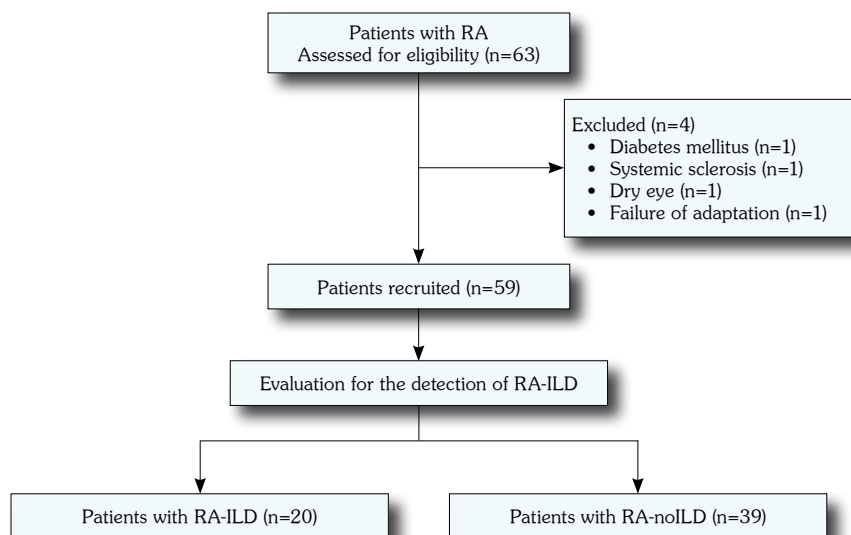 Patients with RA
Assessed for eligibility (n=63)
Excluded (n=4)
• Diabetes mellitus (n=1)
• Systemic sclerosis (n=1)
• Dry eye (n=1)
• Failure of adaptation (n=1)
Patients recruited (n=59)
Evaluation for the detection of RA-ILD
Patients with RA-ILD (n=20)
Patients with RA-noILD (n=39)